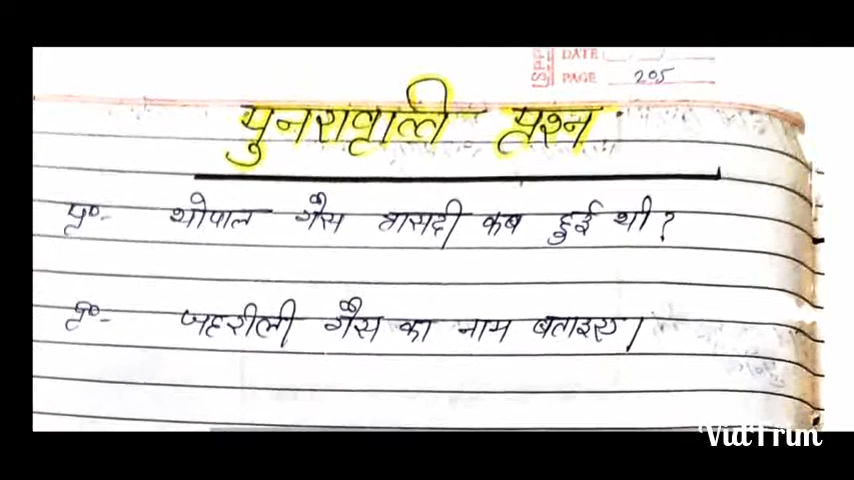 DATE
PAGE 205
पुनरावृत्ति प्रश्न
प्र०- भोपाल गैस त्रासदी कब हुई थी?
प्र०- जहरीली गैस का नाम बताइए।
VidTrim